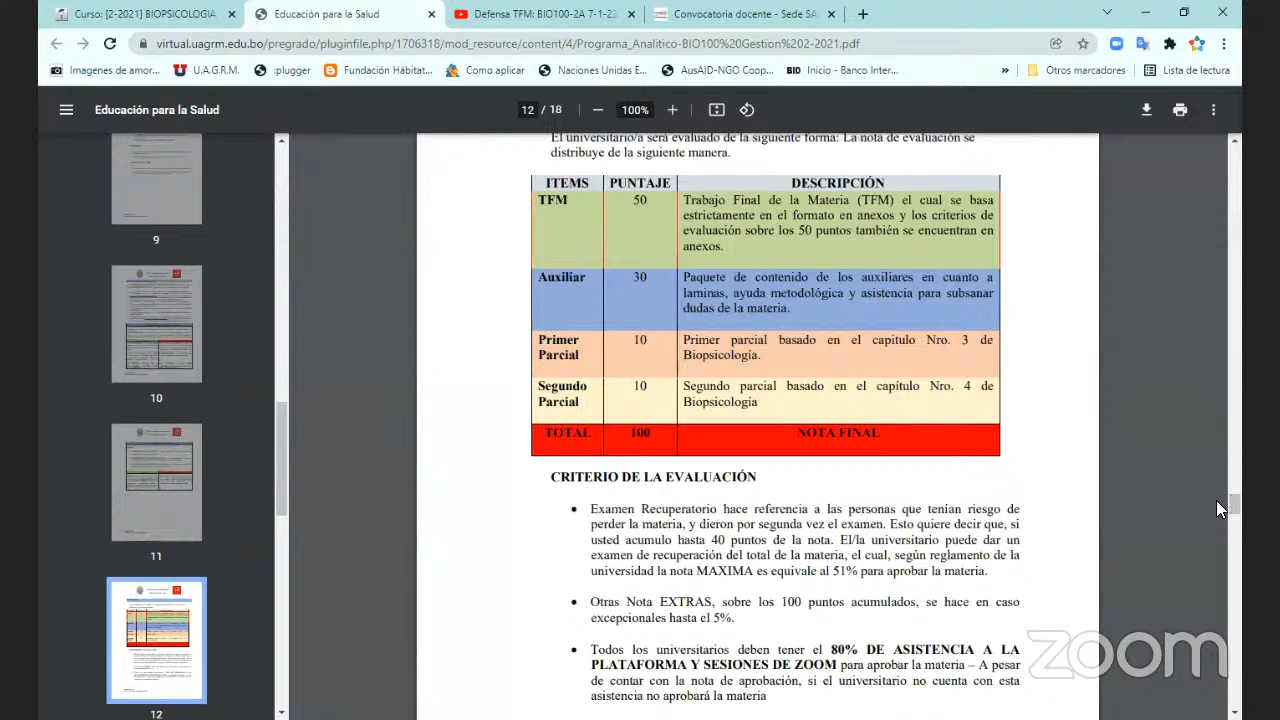 Curso: [2-2021] BIOPSICOLOGIA
Educación para la Salud
Defensa TFM: BIO100-2A 7-1-22
Convocatoria docente - Sede SA
virtual.uagrm.edu.bo/pregrado/pluginfile.php/1706318/mod_resource/content/4/Programa_Analitico-BIO100%20Gestion%202-2021.pdf
Imagenes de amor...
U.A.G.R.M.
:plugger
Fundación Hábitat...
Como aplicar
Naciones Unidas E...
AusAID-NGO Coop...
BID Inicio - Banco Inter...
»
Otros marcadores
Lista de lectura
Educación para la Salud
12 / 18
100%
9
10
11
12
El universitario/a será evaluado de la siguiente forma: La nota de evaluación se
distribuye de la siguiente manera.
ITEMS PUNTAJE DESCRIPCIÓN
TFM 50 Trabajo Final de la Materia (TFM) el cual se basa
estrictamente en el formato en anexos y los criterios de
evaluación sobre los 50 puntos también se encuentran en
anexos.
Auxiliar 30 Paquete de contenido de los auxiliares en cuanto a
laminas, ayuda metodológica y asistencia para subsanar
dudas de la materia.
Primer 10 Primer parcial basado en el capitulo Nro. 3 de
Parcial Biopsicología.
Segundo 10 Segundo parcial basado en el capítulo Nro. 4 de
Parcial Biopsicología
TOTAL 100 NOTA FINAL
CRITERIO DE LA EVALUACIÓN
• Examen Recuperatorio hace referencia a las personas que tenían riesgo de
perder la materia, y dieron por segunda vez el examen. Esto quiere decir que, si
usted acumulo hasta 40 puntos de la nota. El/la universitario puede dar un
examen de recuperación del total de la materia, el cual, según reglamento de la
universidad la nota MAXIMA es equivale al 51% para aprobar la materia.
• Otras Nota EXTRAS, sobre los 100 puntos acumulados, se hace en caso
excepcionales hasta el 5%.
universitarios deben tener el ASISTENCIA A LA
PLATAFORMA Y SESIONES DE ZOOM para aprobar la materia – A pesar
de contar con la nota de aprobación, si el universitario no cuenta con esta
asistencia no aprobará la materia
zoom